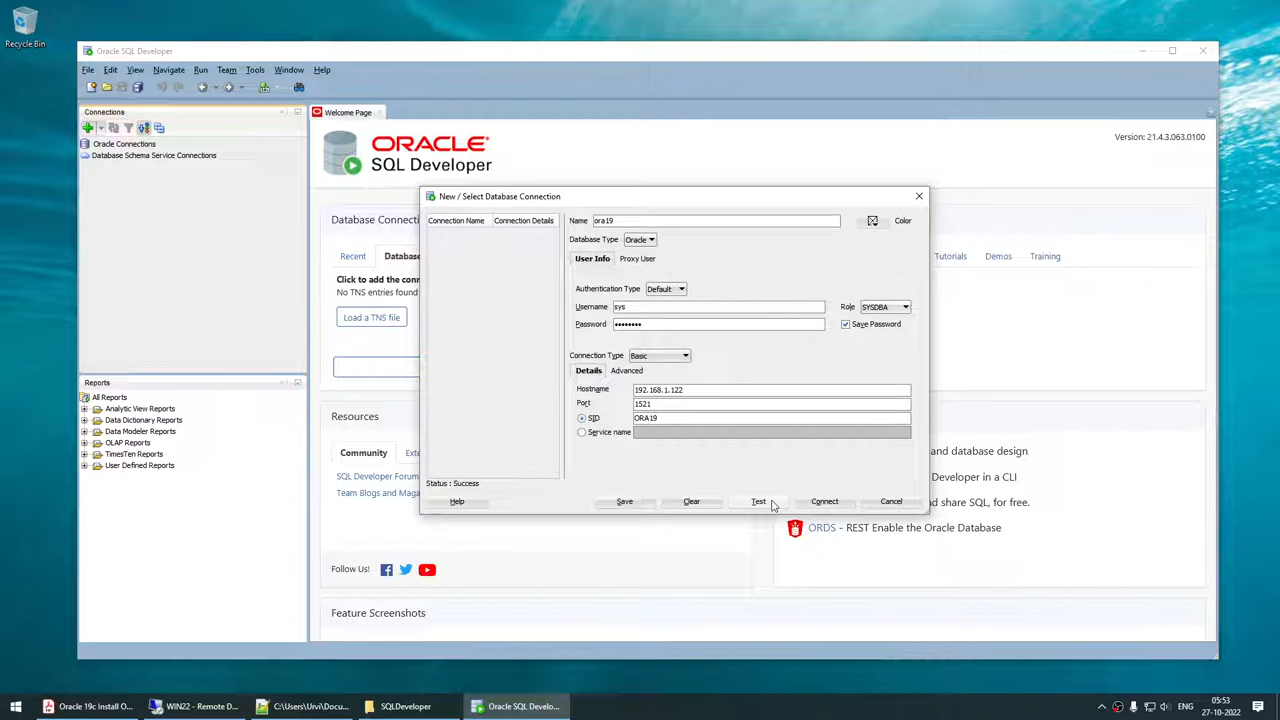 Recycle Bin
Oracle SQL Developer
File Edit View Navigate Run Team Tools Window Help
Connections
Welcome Page
Oracle Connections
Database Schema Service Connections
ORACLE
SQL Developer
Version: 21.4.3.063.0100
New / Select Database Connection
Connection Name Connection Details
Name ora19 Color
Database Type Oracle
User Info Proxy User
Authentication Type Default
Username sys Role SYSDBA
Password •••••••• Save Password
Connection Type Basic
Details Advanced
Hostname 192.168.1.122
Port 1521
SID ORA19
Service name
Status : Success
Help Save Clear Test Connect Cancel
Database Connecti
Recent Databas Tutorials Demos Training
Click to add the conn
No TNS entries found
Load a TNS file
Reports
All Reports
Analytic View Reports
Data Dictionary Reports
Data Modeler Reports
OLAP Reports
TimesTen Reports
User Defined Reports
Resources
Community Exte
SQL Developer Forum
Team Blogs and Maga
and database design
Developer in a CLI
and share SQL, for free.
ORDS - REST Enable the Oracle Database
Follow Us!
Feature Screenshots
Oracle 19c Install O... WIN22 - Remote D... C:\Users\Urvi\Docu... SQLDeveloper Oracle SQL Develo... ENG
05:53
27-10-2022